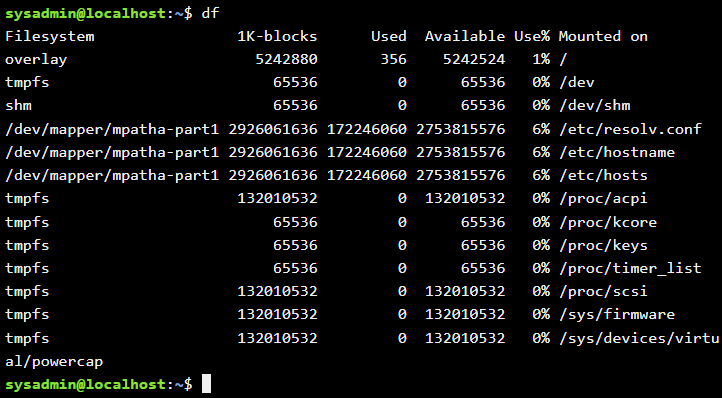 sysadmin@localhost:~$ df
Filesystem              1K-blocks      Used  Available Use% Mounted on
overlay                   5242880       356    5242524   1% /
tmpfs                       65536         0      65536   0% /dev
shm                         65536         0      65536   0% /dev/shm
/dev/mapper/mpatha-part1 2926061636 172246060 2753815576   6% /etc/resolv.conf
/dev/mapper/mpatha-part1 2926061636 172246060 2753815576   6% /etc/hostname
/dev/mapper/mpatha-part1 2926061636 172246060 2753815576   6% /etc/hosts
tmpfs                   132010532         0  132010532   0% /proc/acpi
tmpfs                       65536         0      65536   0% /proc/kcore
tmpfs                       65536         0      65536   0% /proc/keys
tmpfs                       65536         0      65536   0% /proc/timer_list
tmpfs                   132010532         0  132010532   0% /proc/scsi
tmpfs                   132010532         0  132010532   0% /sys/firmware
tmpfs                   132010532         0  132010532   0% /sys/devices/virtu
al/powercap
sysadmin@localhost:~$